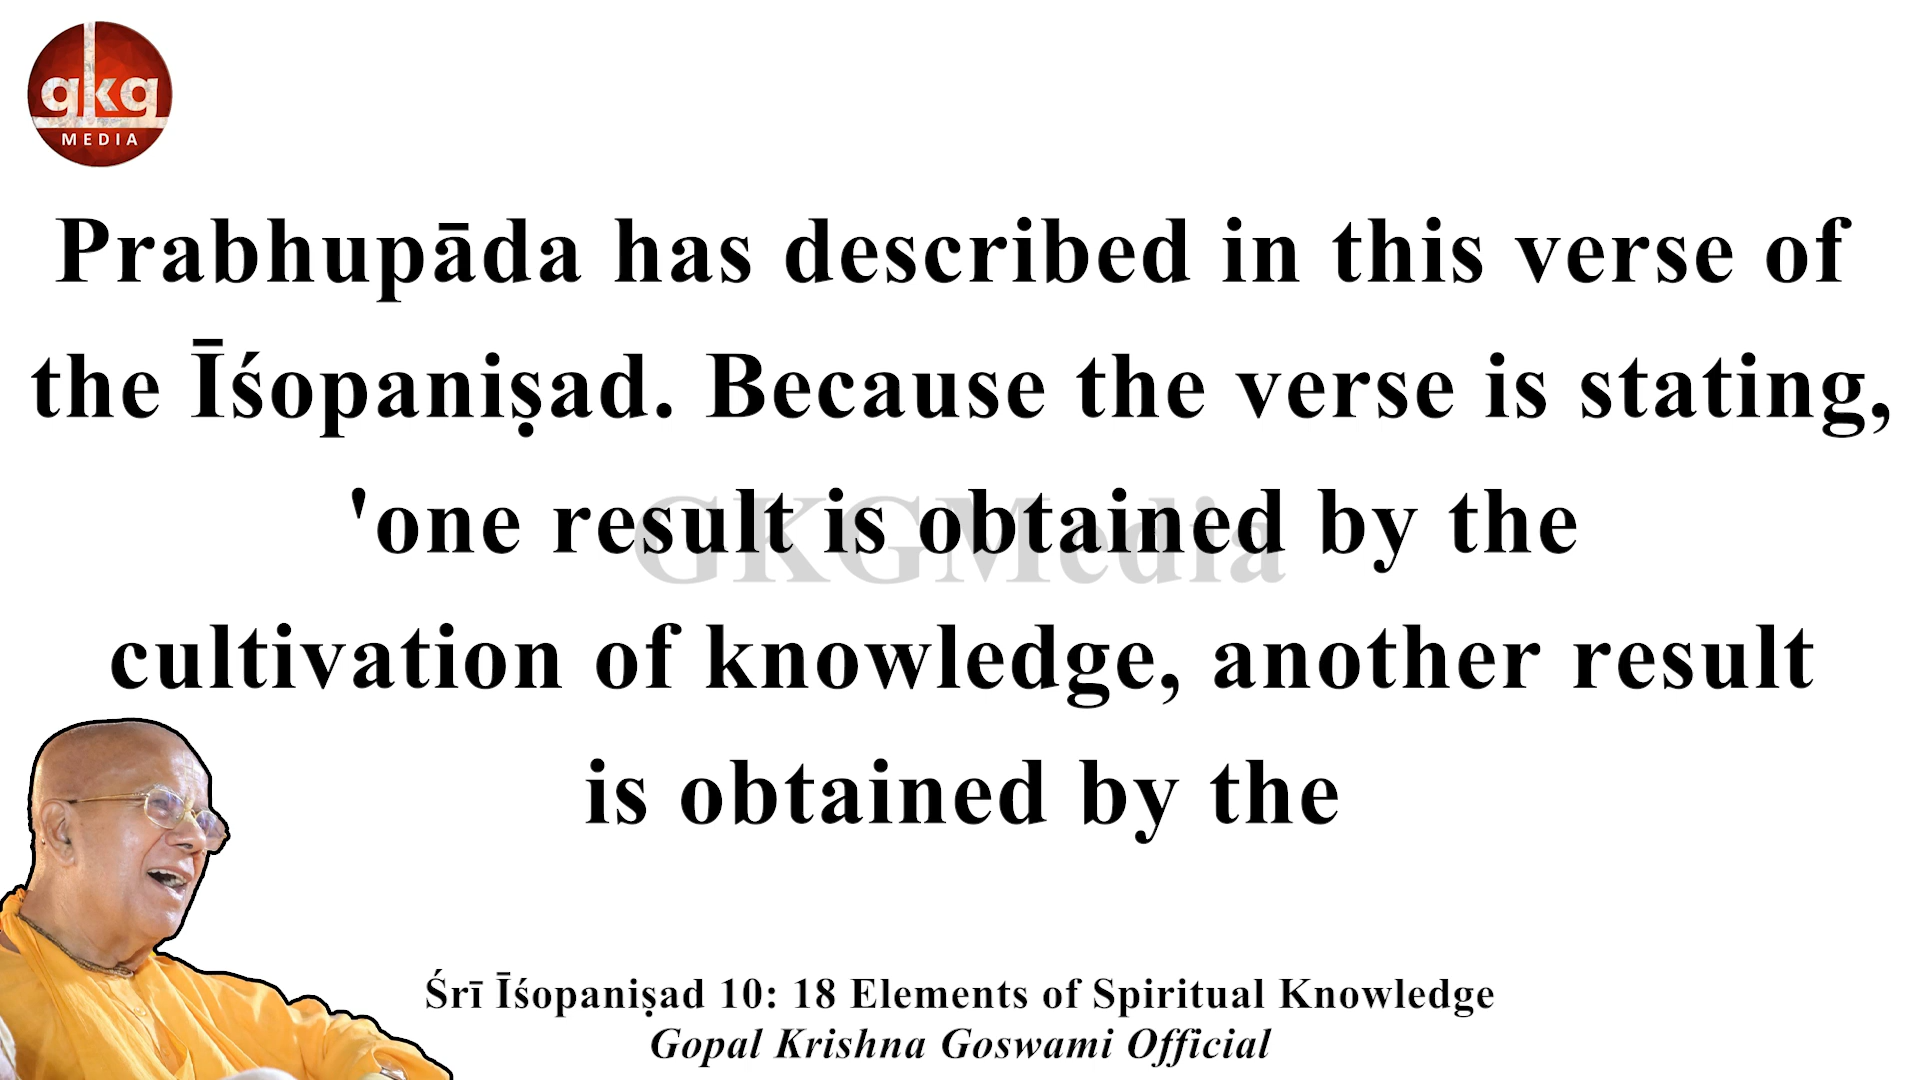 gkg
MEDIA
Prabhupāda has described in this verse of
the Īśopaniṣad. Because the verse is stating,
'one result is obtained by the
GKGMedia
cultivation of knowledge, another result
is obtained by the
Śrī Īśopaniṣad 10: 18 Elements of Spiritual Knowledge
Gopal Krishna Goswami Official